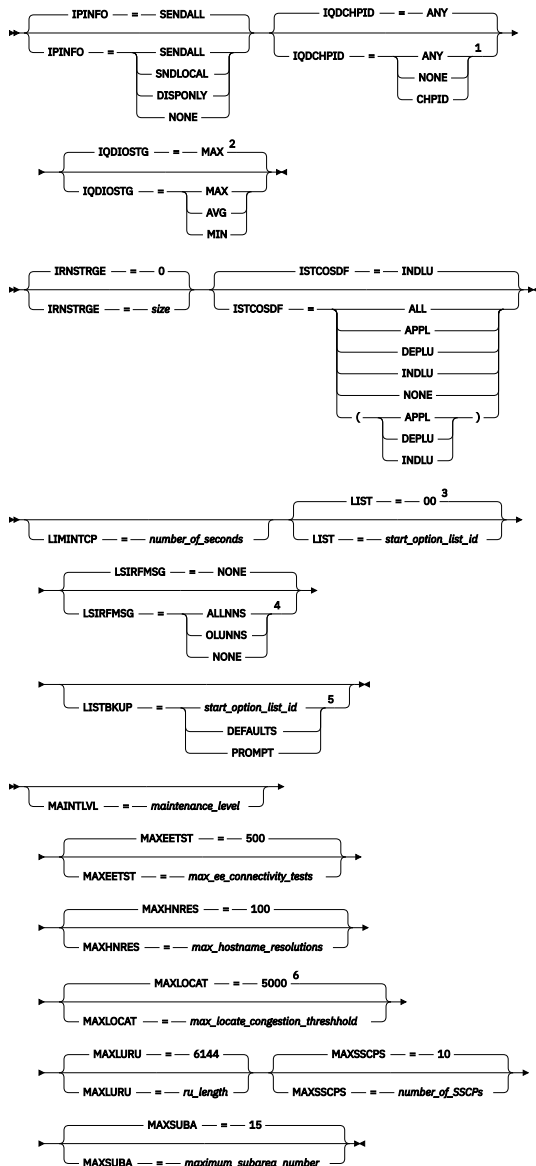 IPINFO = SENDALL IQDCHPID = ANY
IPINFO = SENDALL IQDCHPID = ANY 1
SNDLOCAL NONE
DISPONLY CHPID
NONE
IQDIOSTG = MAX 2
IQDIOSTG = MAX
AVG
MIN
IRNSTRGE = 0 ISTCOSDF = INDLU
IRNSTRGE = size ISTCOSDF = ALL
APPL
DEPLU
INDLU
NONE
( APPL )
DEPLU
INDLU
LIST = 00 3
LIMINTCP = number_of_seconds LIST = start_option_list_id
LSIRFMSG = NONE
LSIRFMSG = ALLNNS 4
OLUNNS
NONE
LISTBKUP = start_option_list_id 5
DEFAULTS
PROMPT
MAINTLVL = maintenance_level
MAXEETST = 500
MAXEETST = max_ee_connectivity_tests
MAXHNRES = 100
MAXHNRES = max_hostname_resolutions
MAXLOCAT = 5000 6
MAXLOCAT = max_locate_congestion_threshhold
MAXLURU = 6144 MAXSSCPS = 10
MAXLURU = ru_length MAXSSCPS = number_of_SSCPs
MAXSUBA = 15
MAXSUBA = maximum_subarea_number